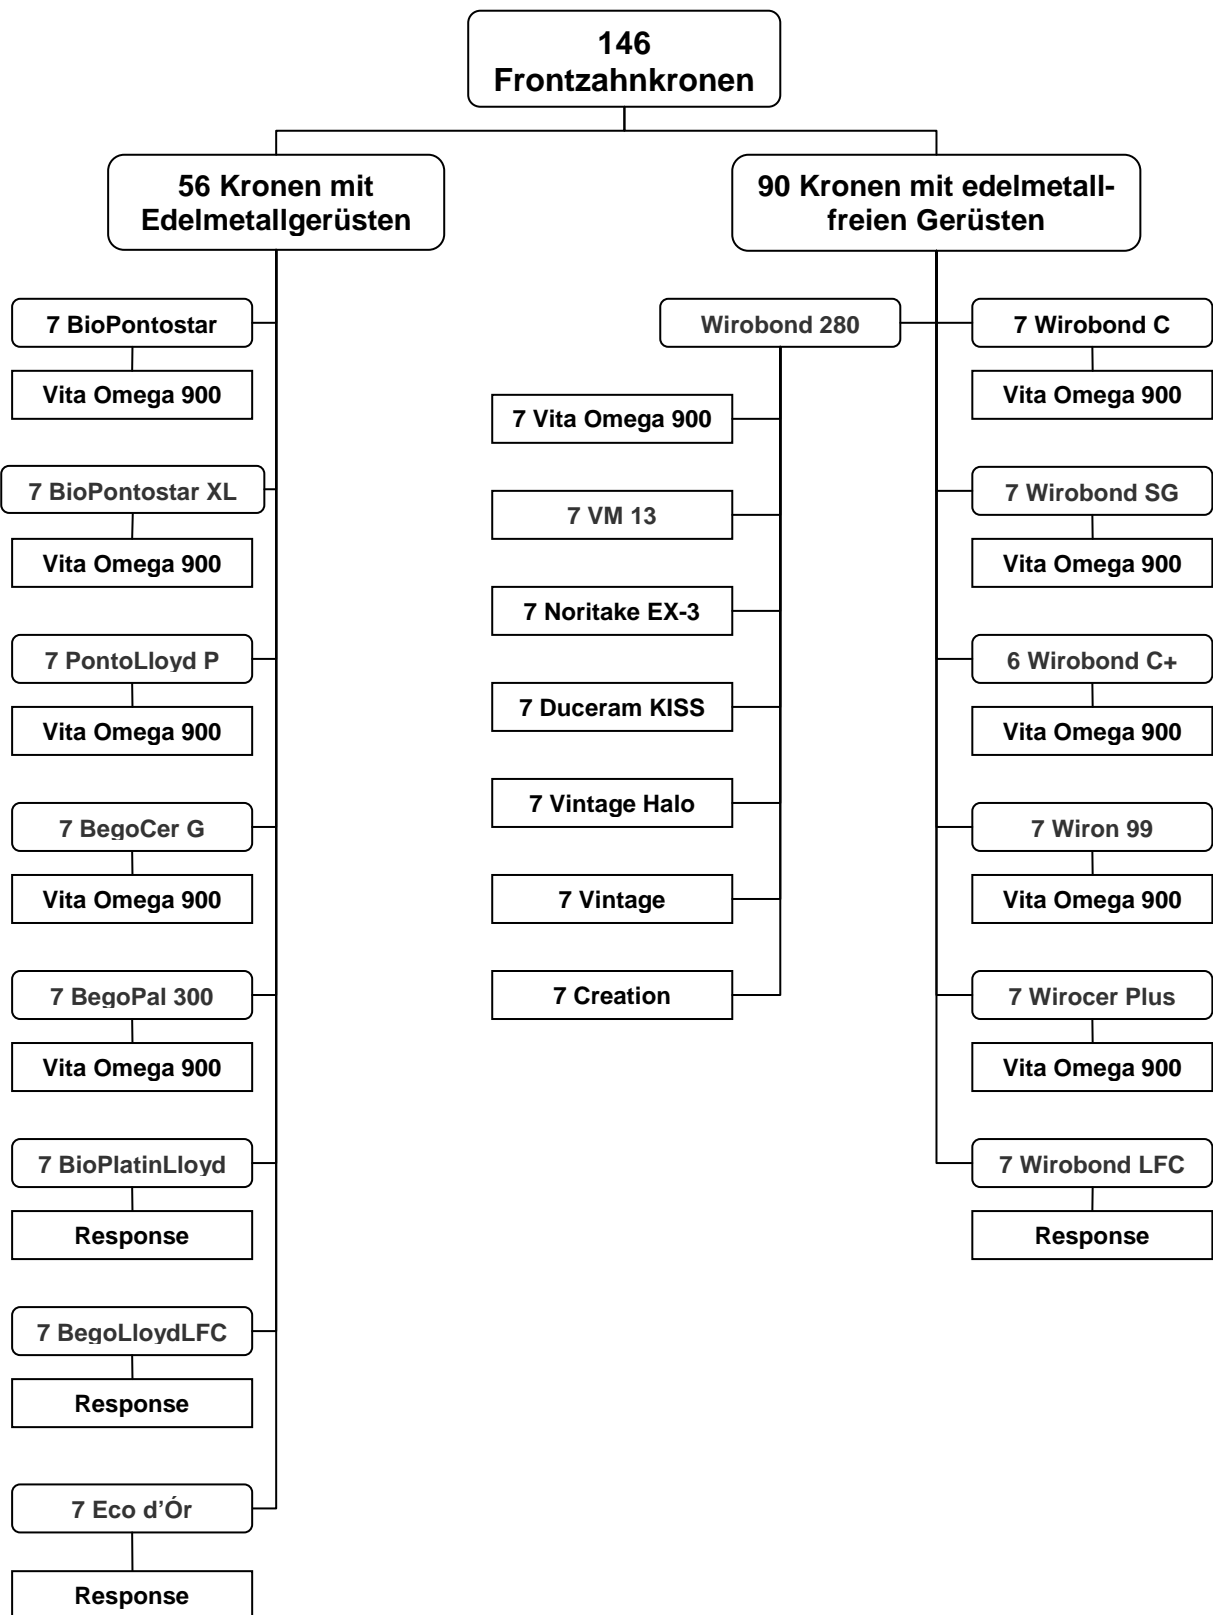 146
Frontzahnkronen
56 Kronen mit
Edelmetallgerüsten
90 Kronen mit edelmetall-
freien Gerüsten
7 BioPontostar
Vita Omega 900
7 BioPontostar XL
Vita Omega 900
7 PontoLloyd P
Vita Omega 900
7 BegoCer G
Vita Omega 900
7 BegoPal 300
Vita Omega 900
7 BioPlatinLloyd
Response
7 BegoLloydLFC
Response
7 Eco d’Ór
Response
Wirobond 280
7 Vita Omega 900
7 VM 13
7 Noritake EX-3
7 Duceram KISS
7 Vintage Halo
7 Vintage
7 Creation
7 Wirobond C
Vita Omega 900
7 Wirobond SG
Vita Omega 900
6 Wirobond C+
Vita Omega 900
7 Wiron 99
Vita Omega 900
7 Wirocer Plus
Vita Omega 900
7 Wirobond LFC
Response